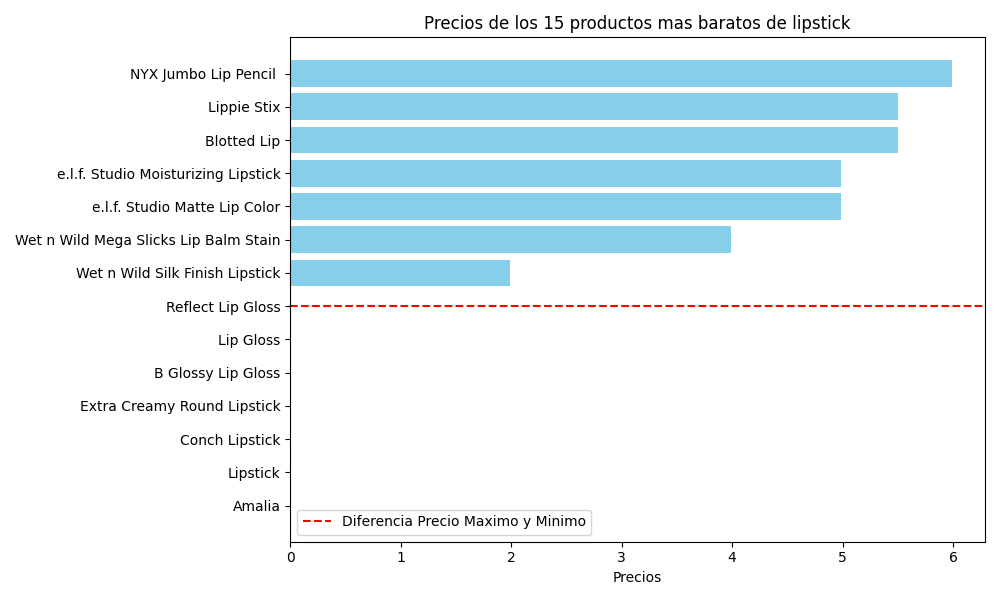 Precios de los 15 productos mas baratos de lipstick
NYX Jumbo Lip Pencil
Lippie Stix
Blotted Lip
e.l.f. Studio Moisturizing Lipstick
e.l.f. Studio Matte Lip Color
Wet n Wild Mega Slicks Lip Balm Stain
Wet n Wild Silk Finish Lipstick
Reflect Lip Gloss
Lip Gloss
B Glossy Lip Gloss
Extra Creamy Round Lipstick
Conch Lipstick
Lipstick
Amalia
Diferencia Precio Maximo y Minimo
0 1 2 3 4 5 6
Precios